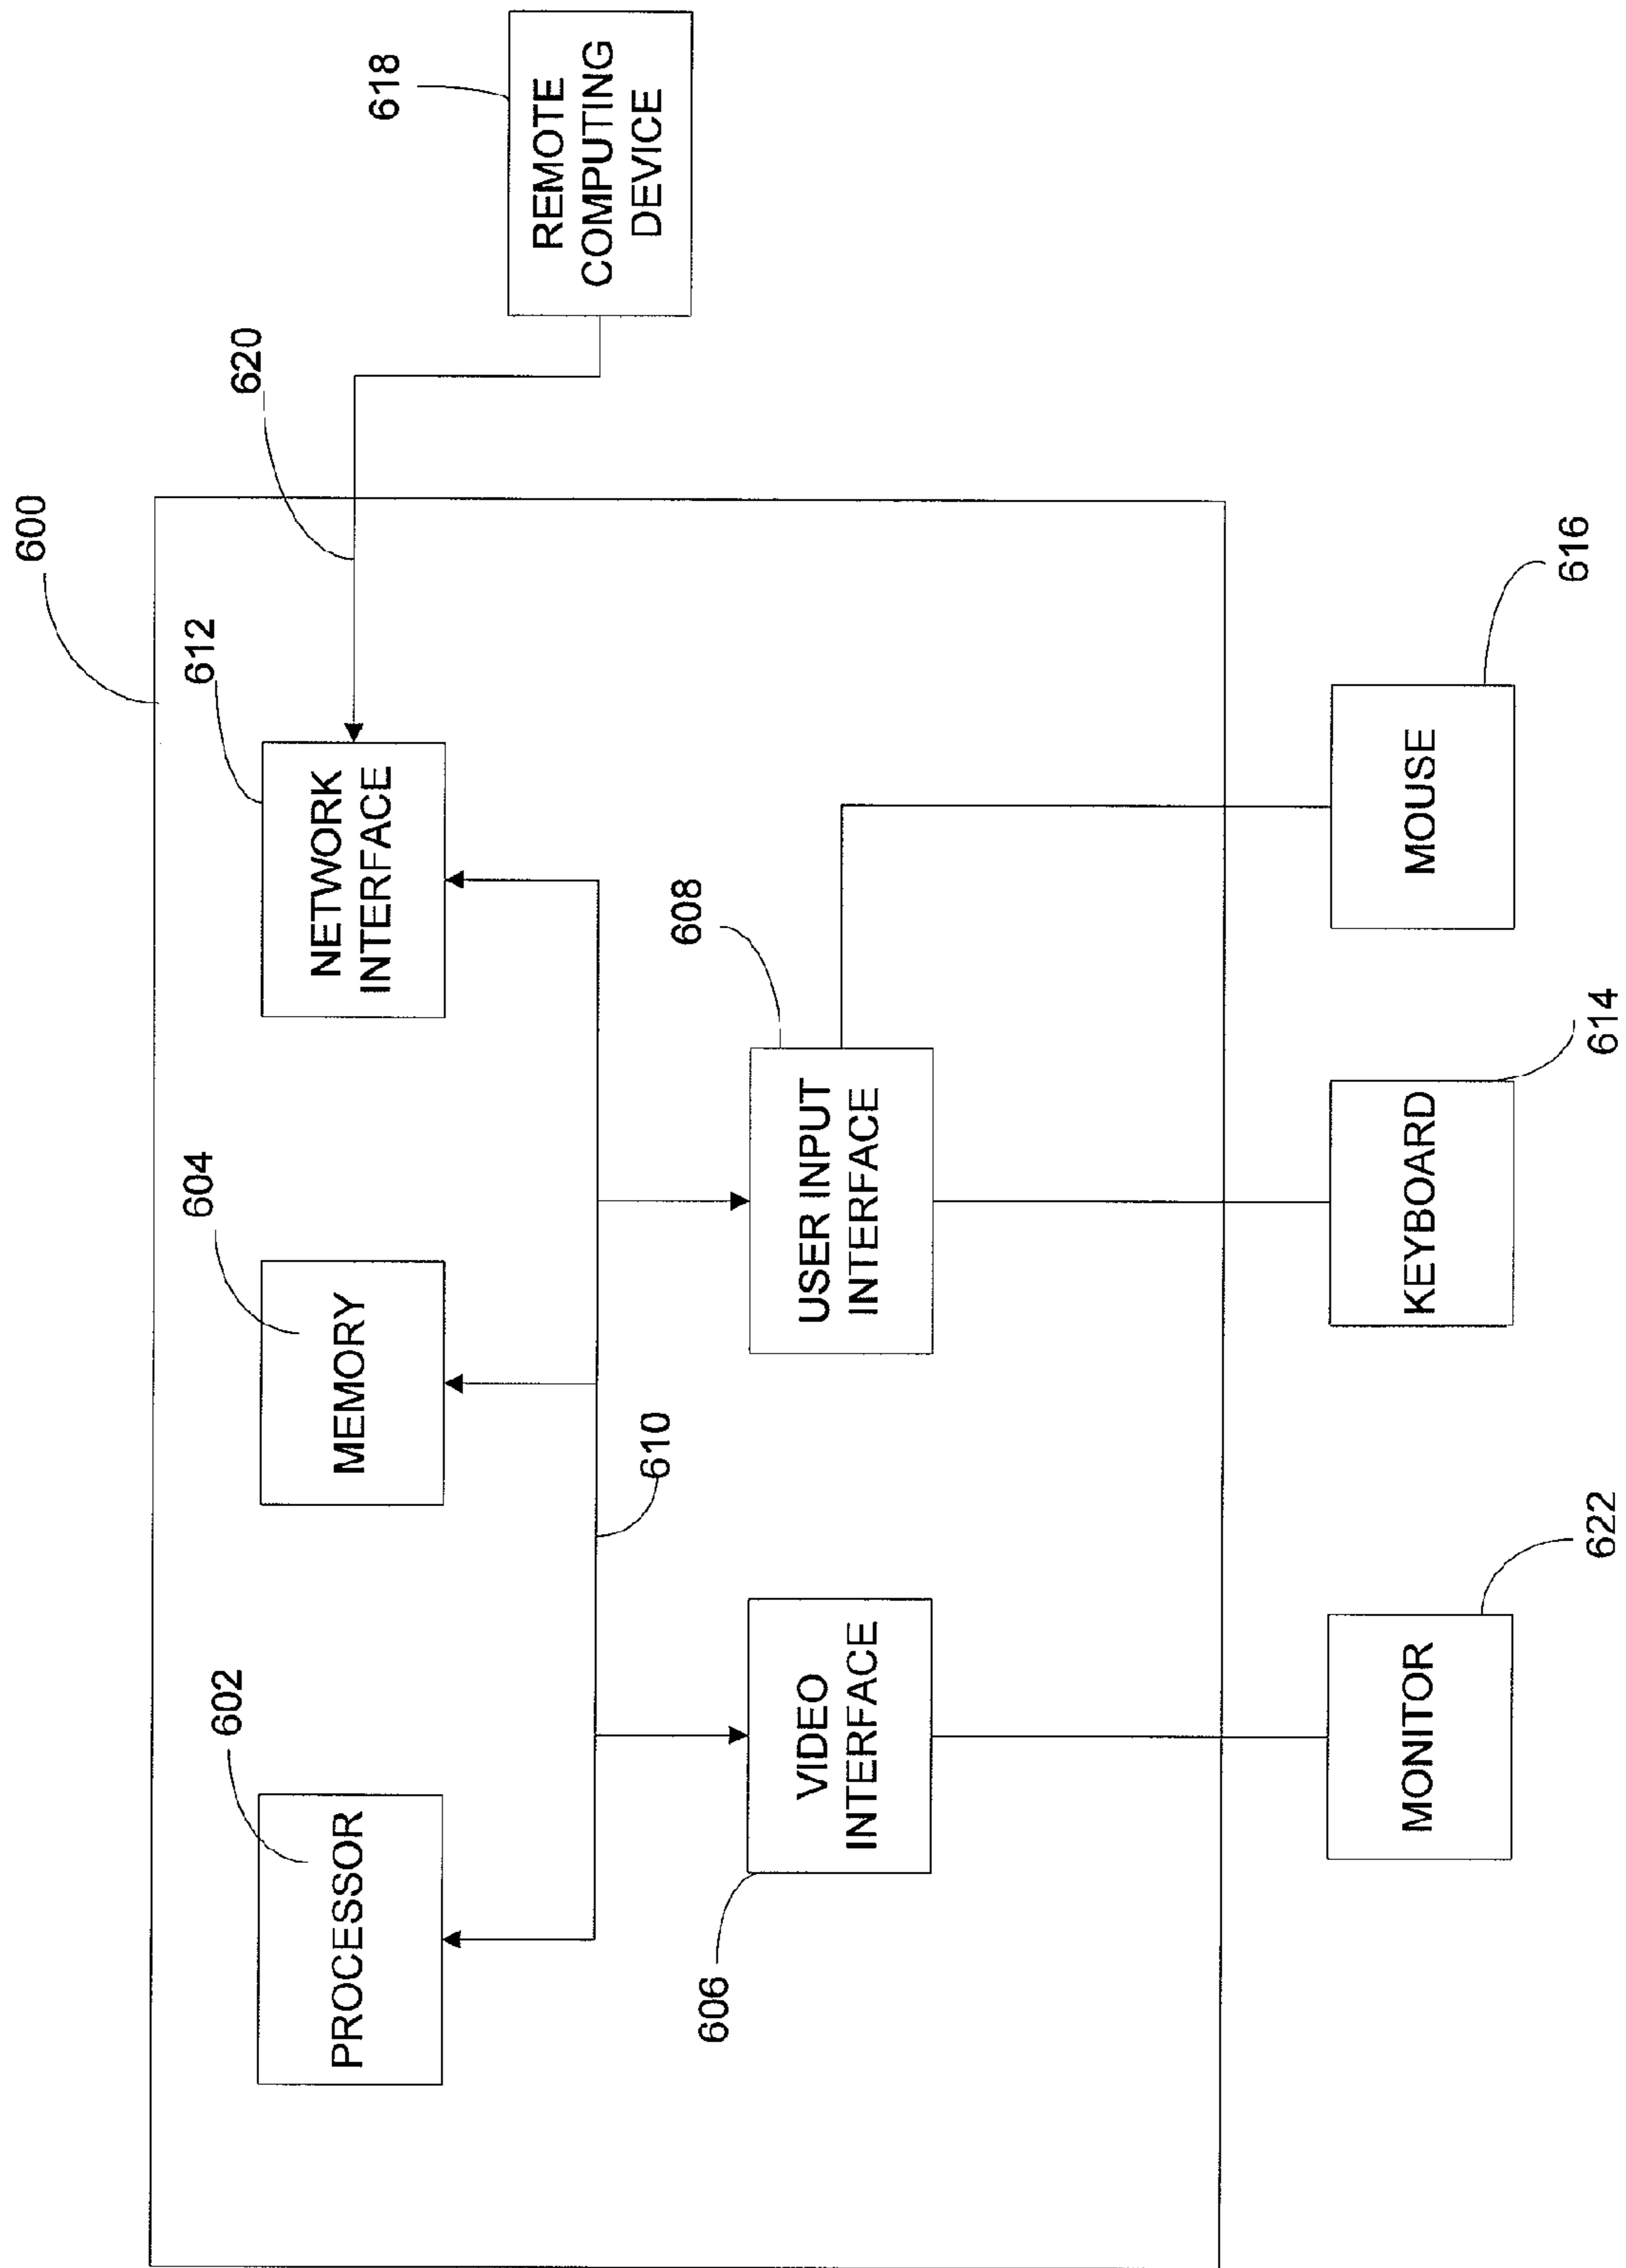 600
602
PROCESSOR
604
MEMORY
612
NETWORK
INTERFACE
620
618
REMOTE
COMPUTING
DEVICE
610
606
VIDEO
INTERFACE
608
USER INPUT
INTERFACE
MONITOR
622
KEYBOARD
614
MOUSE
616